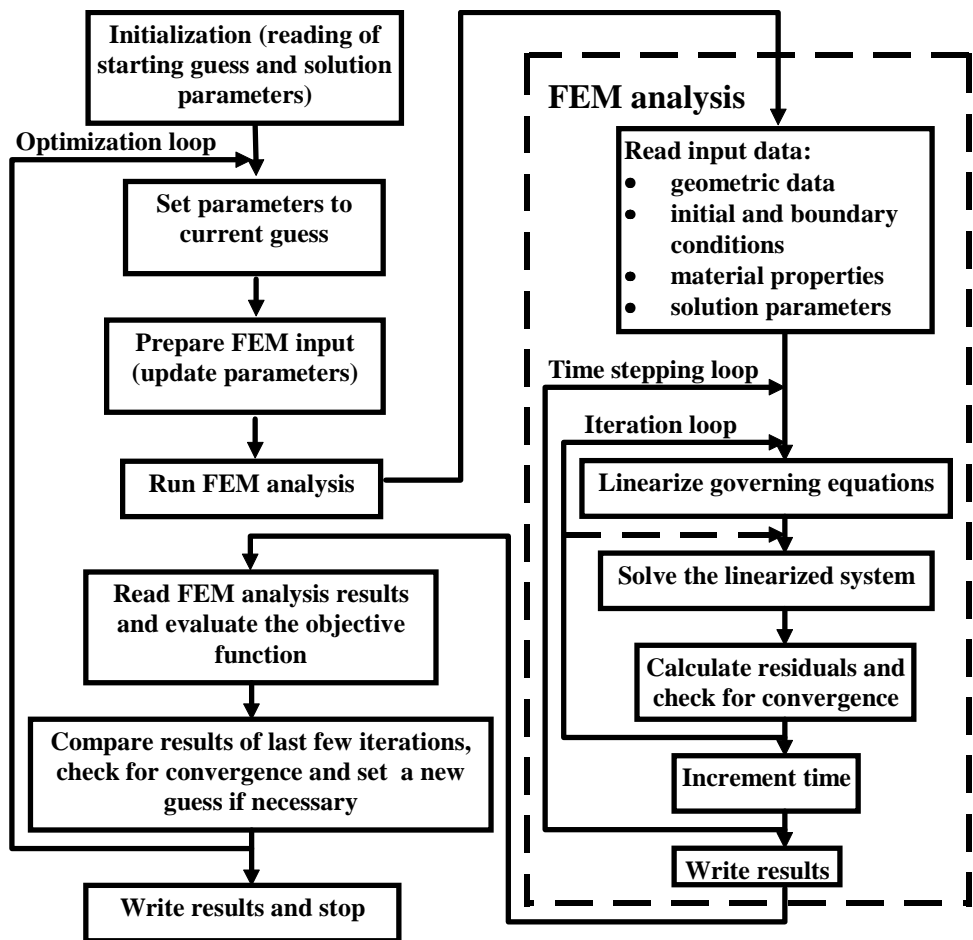 Initialization (reading of
starting guess and solution
parameters)
Optimization loop
Set parameters to
current guess
Prepare FEM input
(update parameters)
Run FEM analysis
Read FEM analysis results
and evaluate the objective
function
Compare results of last few iterations,
check for convergence and set a new
guess if necessary
Write results and stop
FEM analysis
Read input data:
• geometric data
• initial and boundary
conditions
• material properties
• solution parameters
Time stepping loop
Iteration loop
Linearize governing equations
Solve the linearized system
Calculate residuals and
check for convergence
Increment time
Write results